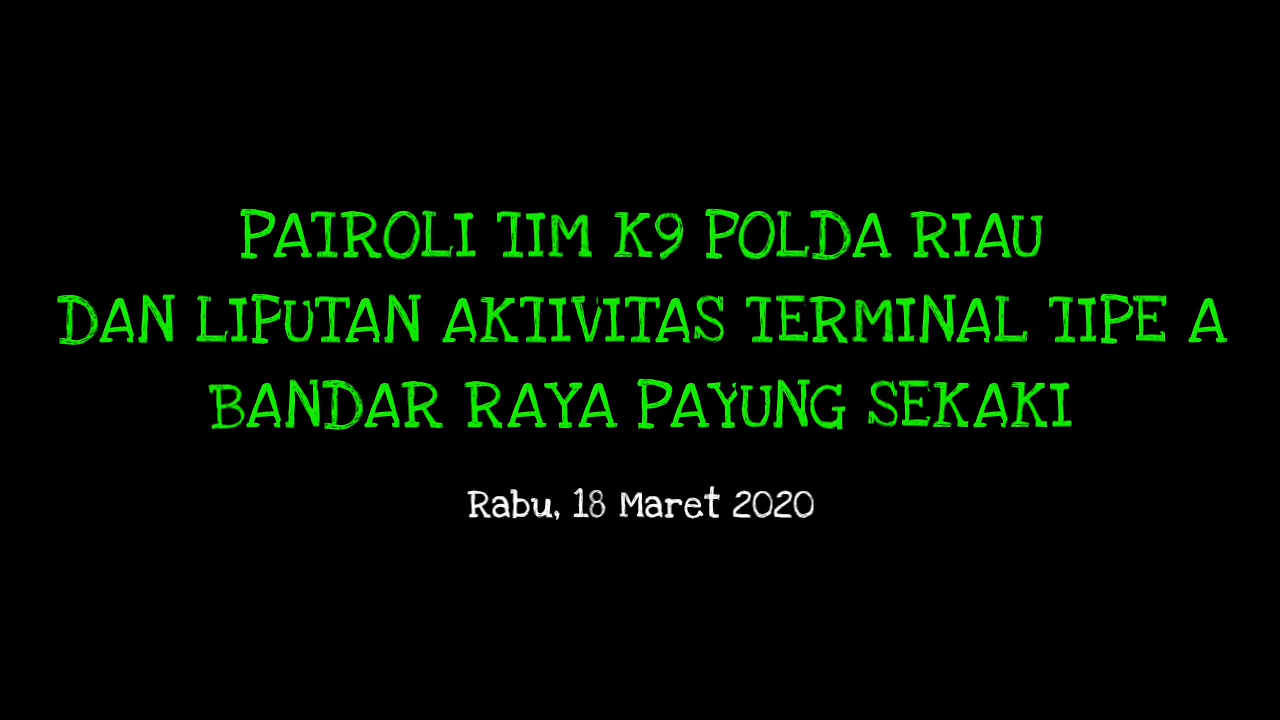 PATROLI TIM K9 POLDA RIAU
DAN LIPUTAN AKTIVITAS TERMINAL TIPE A
BANDAR RAYA PAYUNG SEKAKI
Rabu, 18 Maret 2020